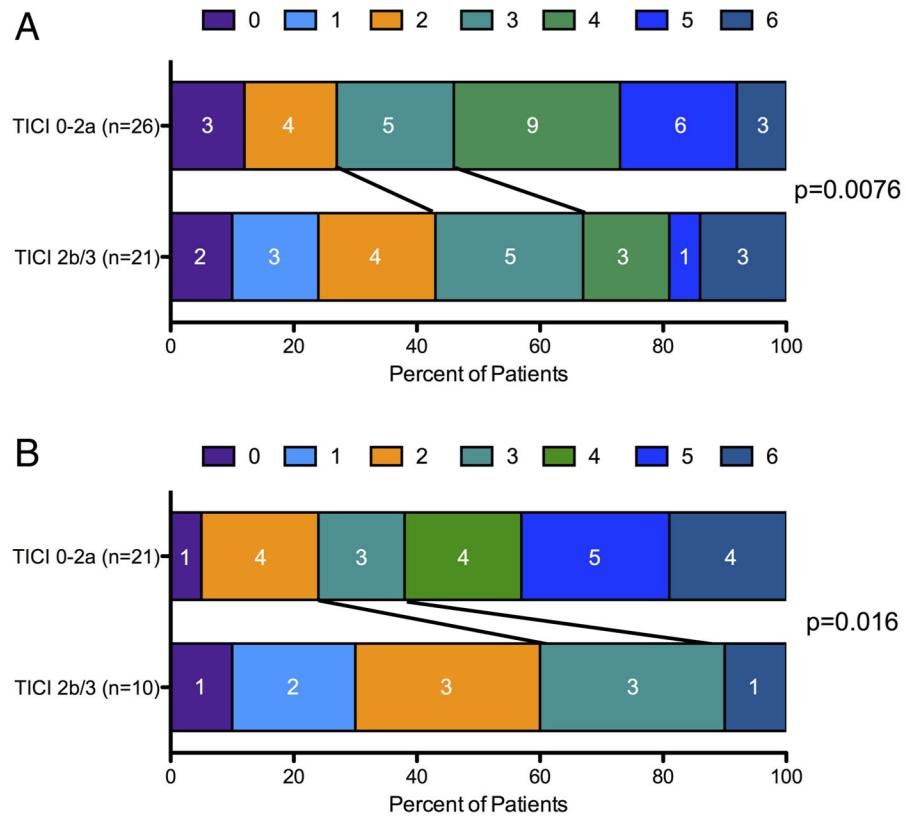 A
0 1 2 3 4 5 6
TICI 0-2a (n=26)
3 4 5 9 6 3
p=0.0076
TICI 2b/3 (n=21)
2 3 4 5 3 1 3
0 20 40 60 80 100
Percent of Patients
B
0 1 2 3 4 5 6
TICI 0-2a (n=21)
1 4 3 4 5 4
p=0.016
TICI 2b/3 (n=10)
1 2 3 3 1
0 20 40 60 80 100
Percent of Patients